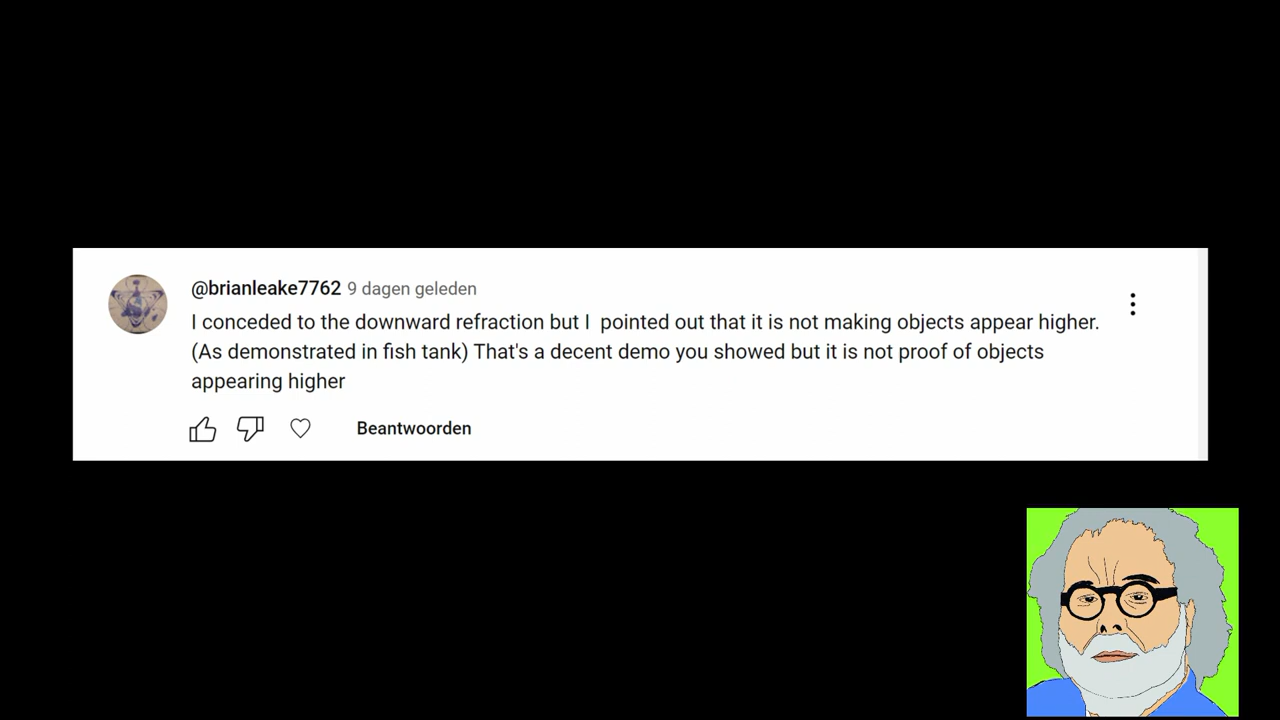 @brianleake7762 9 dagen geleden
I conceded to the downward refraction but I  pointed out that it is not making objects appear higher.
(As demonstrated in fish tank) That's a decent demo you showed but it is not proof of objects
appearing higher
Beantwoorden